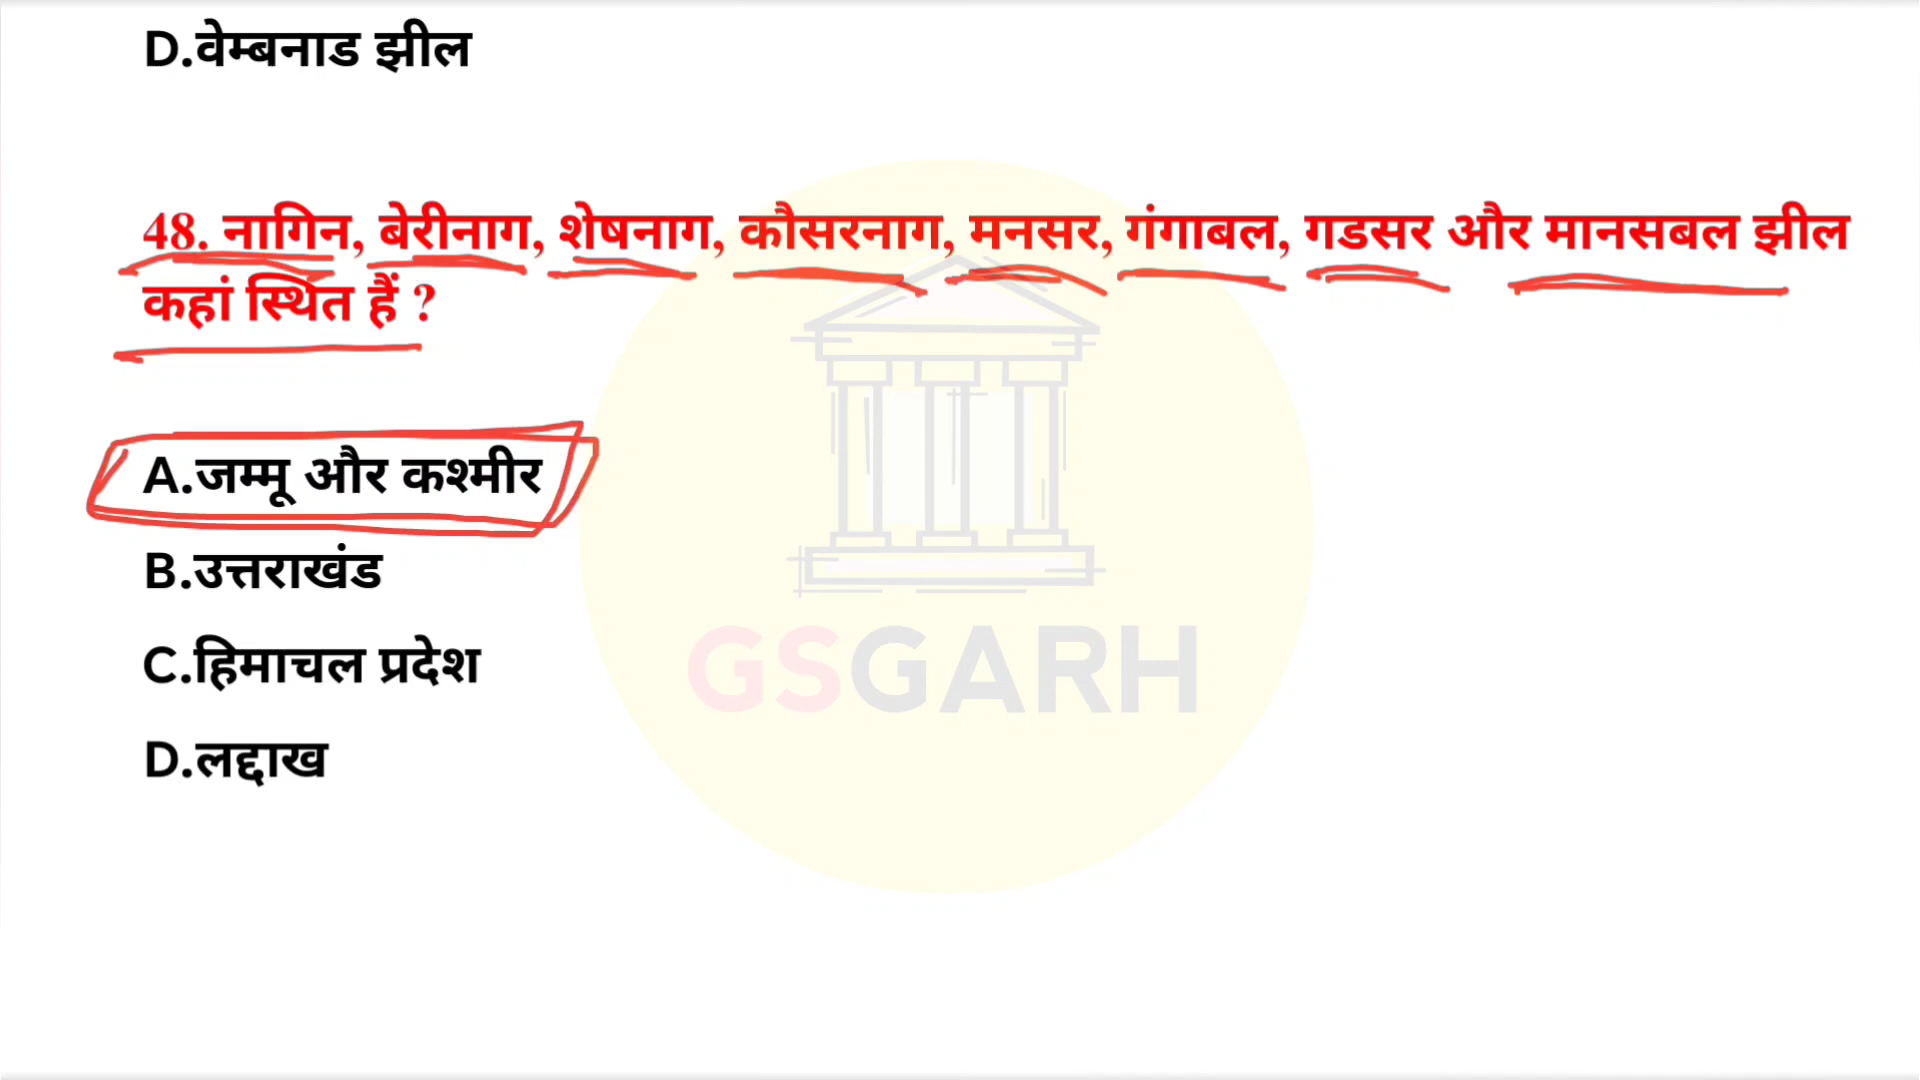 D.वेम्बनाड झील
48. नागिन, बेरीनाग, शेषनाग, कौसरनाग, मनसर, गंगाबल, गडसर और मानसबल झील
कहां स्थित हैं ?
A.जम्मू और कश्मीर
B.उत्तराखंड
C.हिमाचल प्रदेश
GSGARH
D.लद्दाख